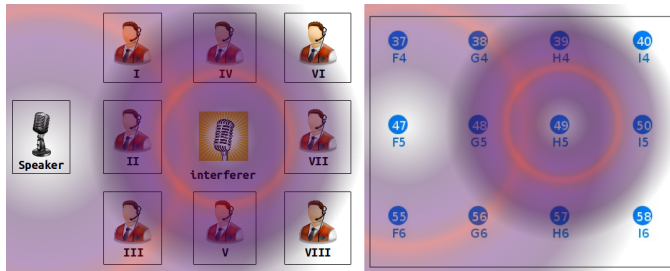 I IV VI
Speaker II interferer VII
III V VIII
37 38 39 40
F4 G4 H4 I4
47 48 49 50
F5 G5 H5 I5
55 56 57 58
F6 G6 H6 I6